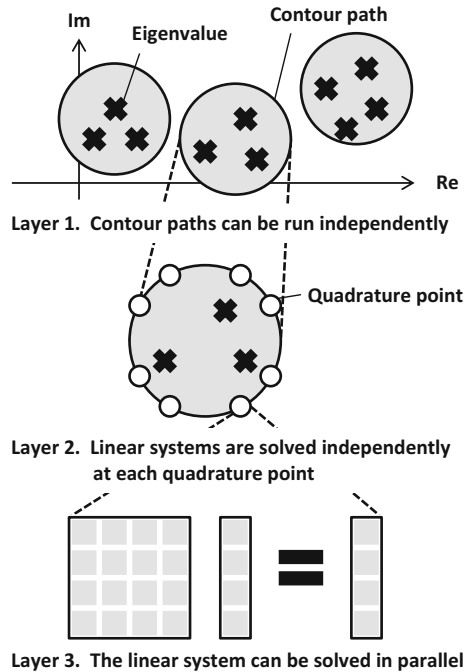 Im
Eigenvalue
Contour path
Re
Layer 1. Contour paths can be run independently
Quadrature point
Layer 2. Linear systems are solved independently
at each quadrature point
Layer 3. The linear system can be solved in parallel